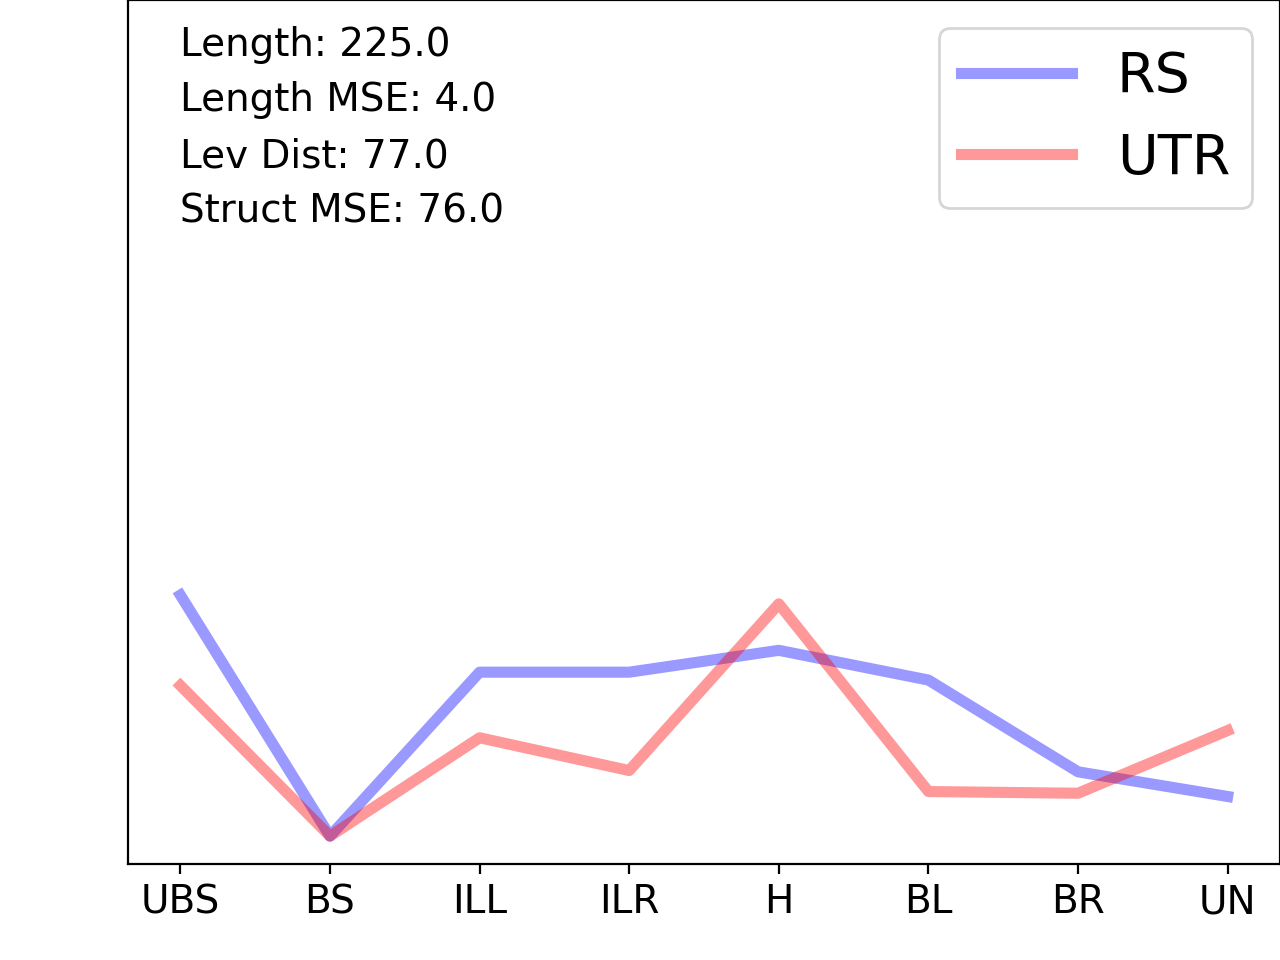 Length: 225.0
Length MSE: 4.0
Lev Dist: 77.0
Struct MSE: 76.0
RS
UTR
UBS BS ILL ILR H BL BR UN